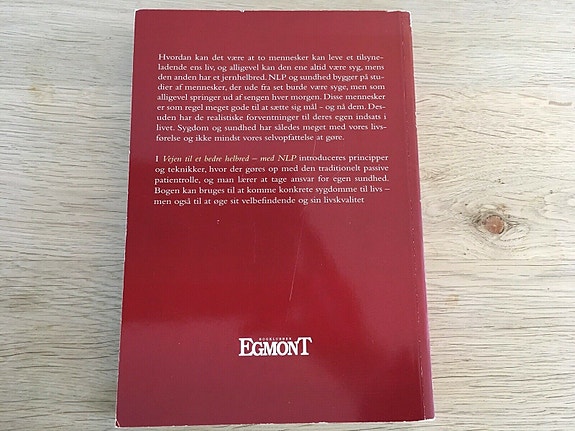 Hvordan kan det være at to mennesker kan leve et tilsyne-
ladende ens liv, og alligevel kan den ene altid være syg, mens
den anden har et jernhelbred. NLP og sundhed bygger på stu-
dier af mennesker, der ude fra set burde være syge, men som
alligevel springer ud af sengen hver morgen. Disse mennesker
er som regel meget gode til at sætte sig mål – og nå dem. Des-
uden har de realistiske forventninger til deres egen indsats i
livet. Sygdom og sundhed har således meget med vores livs-
førelse og ikke mindst vores selvopfattelse at gøre.
I Vejen til et bedre helbred – med NLP introduceres principper
og teknikker, hvor der gøres op med den traditionelt passive
patientrolle, og man lærer at tage ansvar for egen sundhed.
Bogen kan bruges til at komme konkrete sygdomme til livs –
men også til at øge sit velbefindende og sin livskvalitet
BOGKLUBBEN
EGMONT